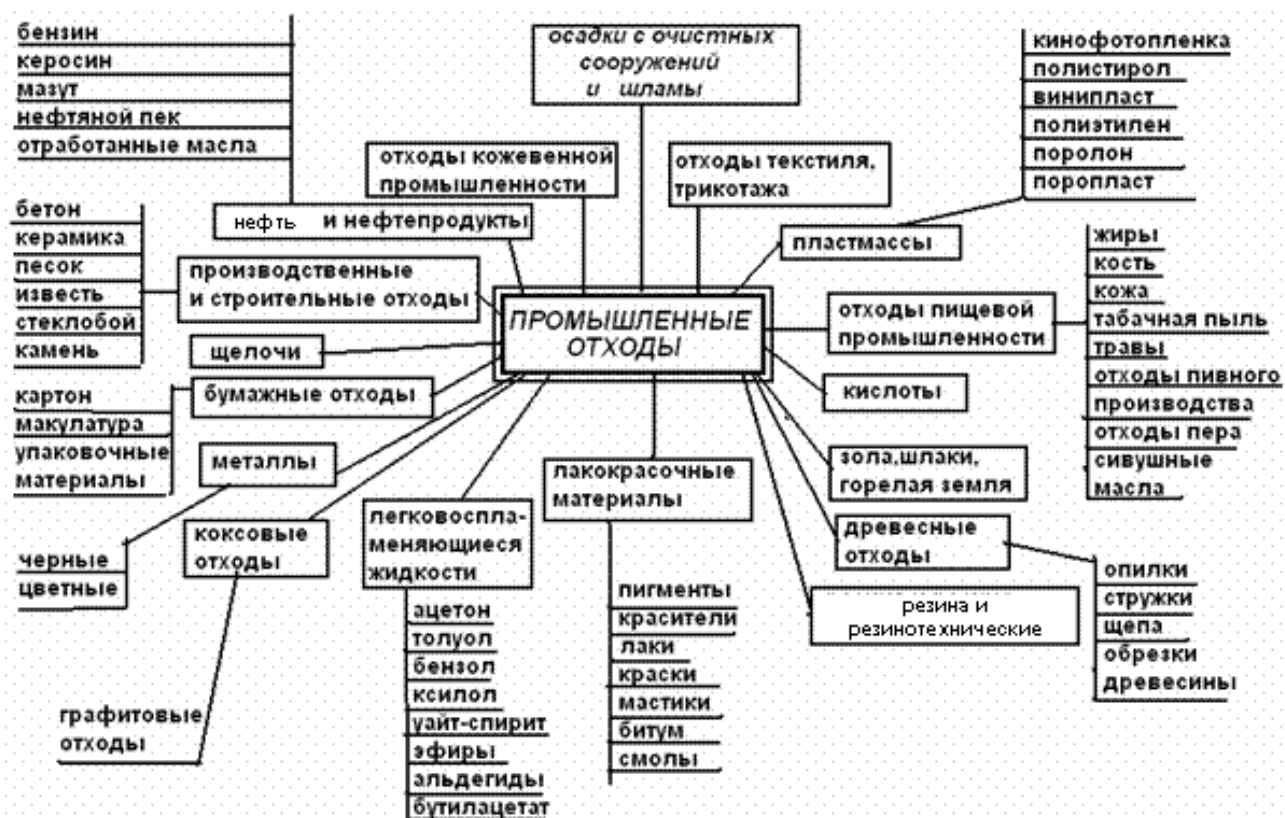 бензин
керосин
мазут
нефтяной пек
отработанные масла
осадки с очистных
сооружений
и шламы
кинофотопленка
полистирол
винипласт
полиэтилен
поролон
поропласт
отходы кожевенной
промышленности
отходы текстиля,
трикотажа
нефть и нефтепродукты
пластмассы
бетон
керамика
песок
известь
стеклобой
камень
производственные
и строительные отходы
ПРОМЫШЛЕННЫЕ
ОТХОДЫ
отходы пищевой
промышленности
жиры
кость
кожа
табачная пыль
травы
отходы пивного
производства
отходы пера
сивушные
масла
щелочи
бумажные отходы
кислоты
картон
макулатура
упаковочные
материалы
металлы
черные
цветные
коксовые
отходы
графитовые
отходы
легковоспла-
меняющиеся
жидкости
ацетон
толуол
бензол
ксилол
уайт-спирит
эфиры
альдегиды
бутилацетат
лакокрасочные
материалы
пигменты
красители
лаки
краски
мастики
битум
смолы
зола,шлаки,
горелая земля
древесные
отходы
опилки
стружки
щепа
обрезки
древесины
резина и
резинотехнические